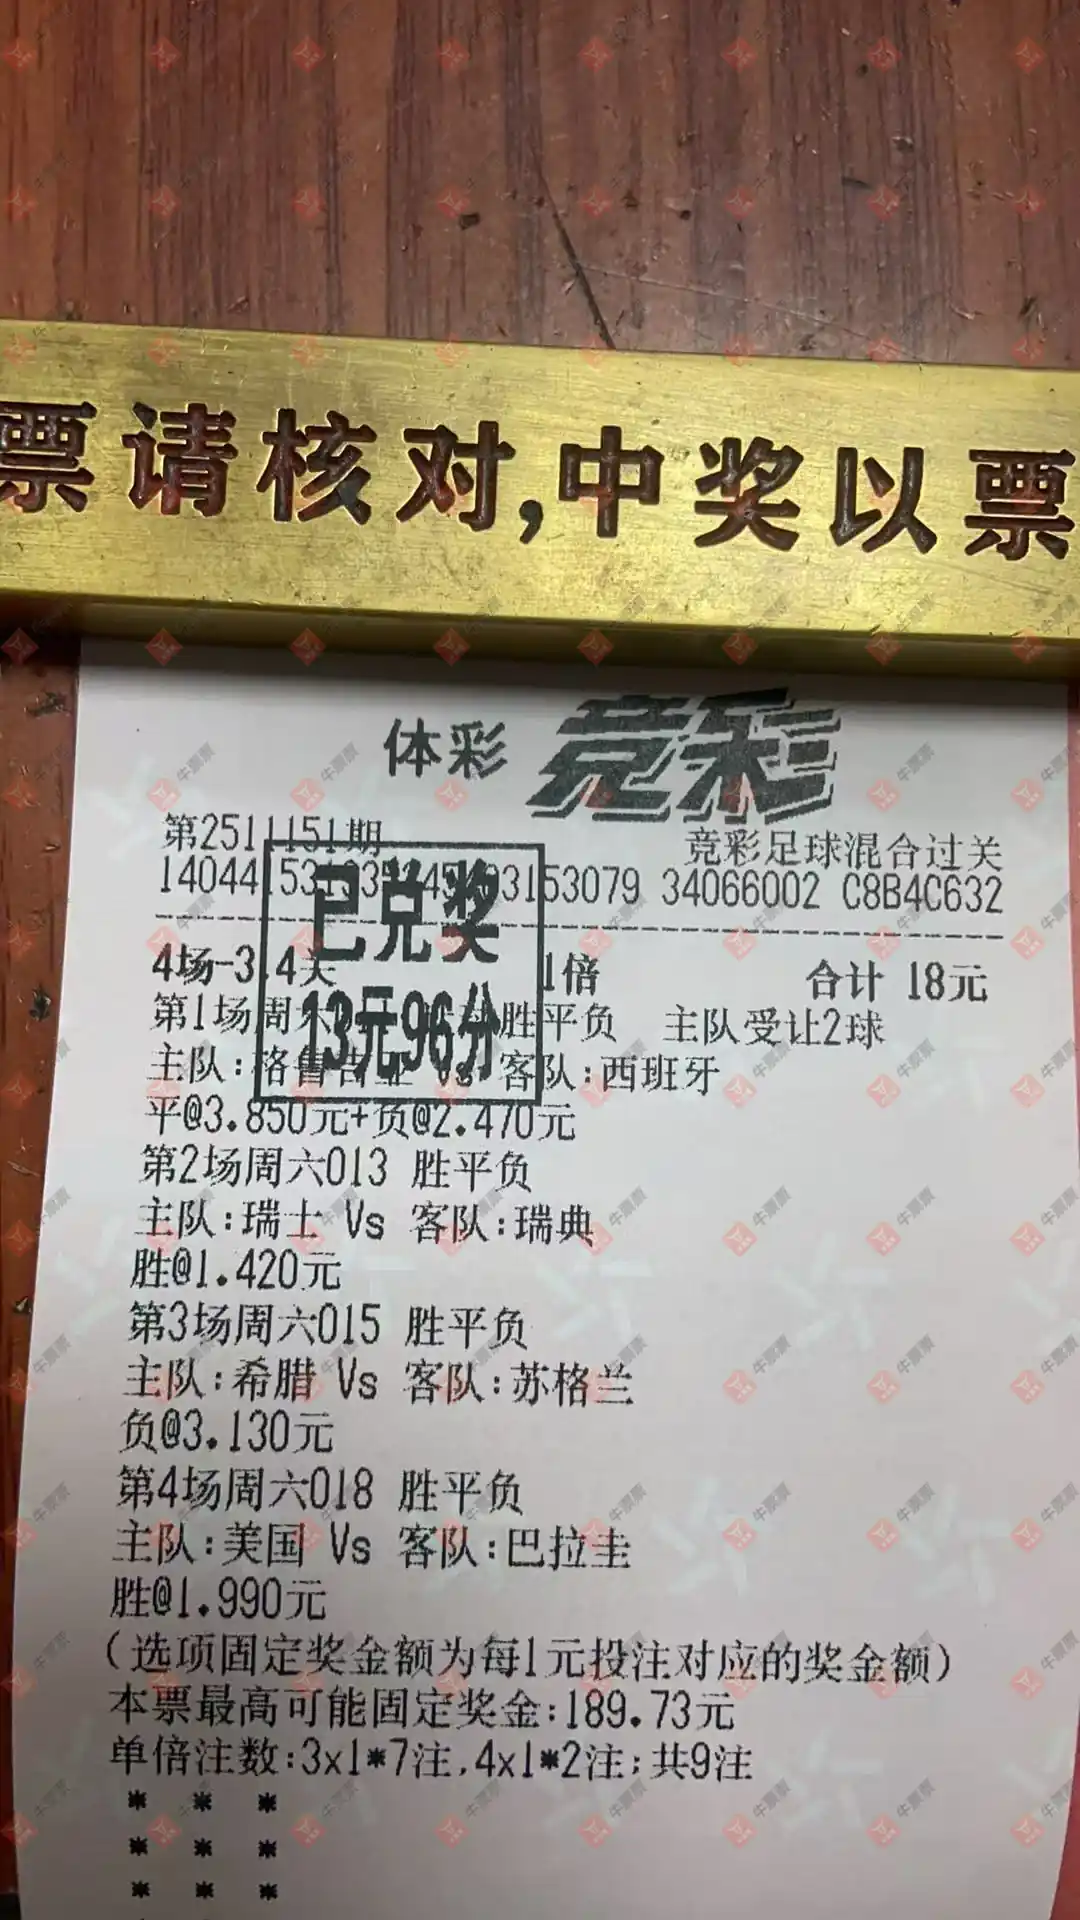 票请核对,中奖以票
体彩 竞彩
第2511151期
竞彩足球混合过关
34066002 C8B4C632
已兑奖
13元96分
4场-3.4关 1倍 合计 18元
第1场周六 胜平负 主队受让2球
主队:格鲁吉亚 Vs 客队:西班牙
平@3.850元+负@2.470元
第2场周六013 胜平负
主队:瑞士 Vs 客队:瑞典
胜@1.420元
第3场周六015 胜平负
主队:希腊 Vs 客队:苏格兰
负@3.130元
第4场周六018 胜平负
主队:美国 Vs 客队:巴拉圭
胜@1.990元
(选项固定奖金额为每1元投注对应的奖金额)
本票最高可能固定奖金:189.73元
单倍注数:3x1*7注,4x1*2注;共9注
* * *
* * *
* * *
牛票票